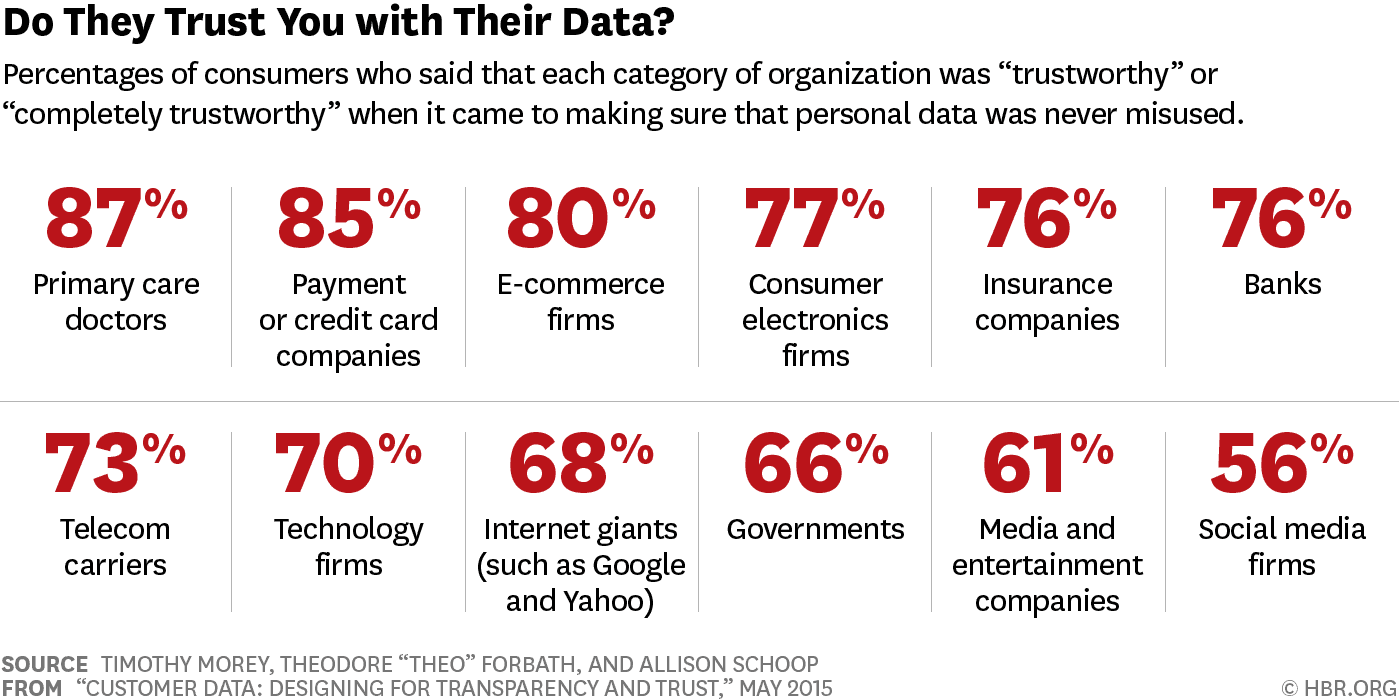 Do They Trust You with Their Data?
Percentages of consumers who said that each category of organization was “trustworthy” or
“completely trustworthy” when it came to making sure that personal data was never misused.
87%
Primary care
doctors
85%
Payment
or credit card
companies
80%
E-commerce
firms
77%
Consumer
electronics
firms
76%
Insurance
companies
76%
Banks
73%
Telecom
carriers
70%
Technology
firms
68%
Internet giants
(such as Google
and Yahoo)
66%
Governments
61%
Media and
entertainment
companies
56%
Social media
firms
SOURCE TIMOTHY MOREY, THEODORE “THEO” FORBATH, AND ALLISON SCHOOP
FROM “CUSTOMER DATA: DESIGNING FOR TRANSPARENCY AND TRUST,” MAY 2015
© HBR.ORG